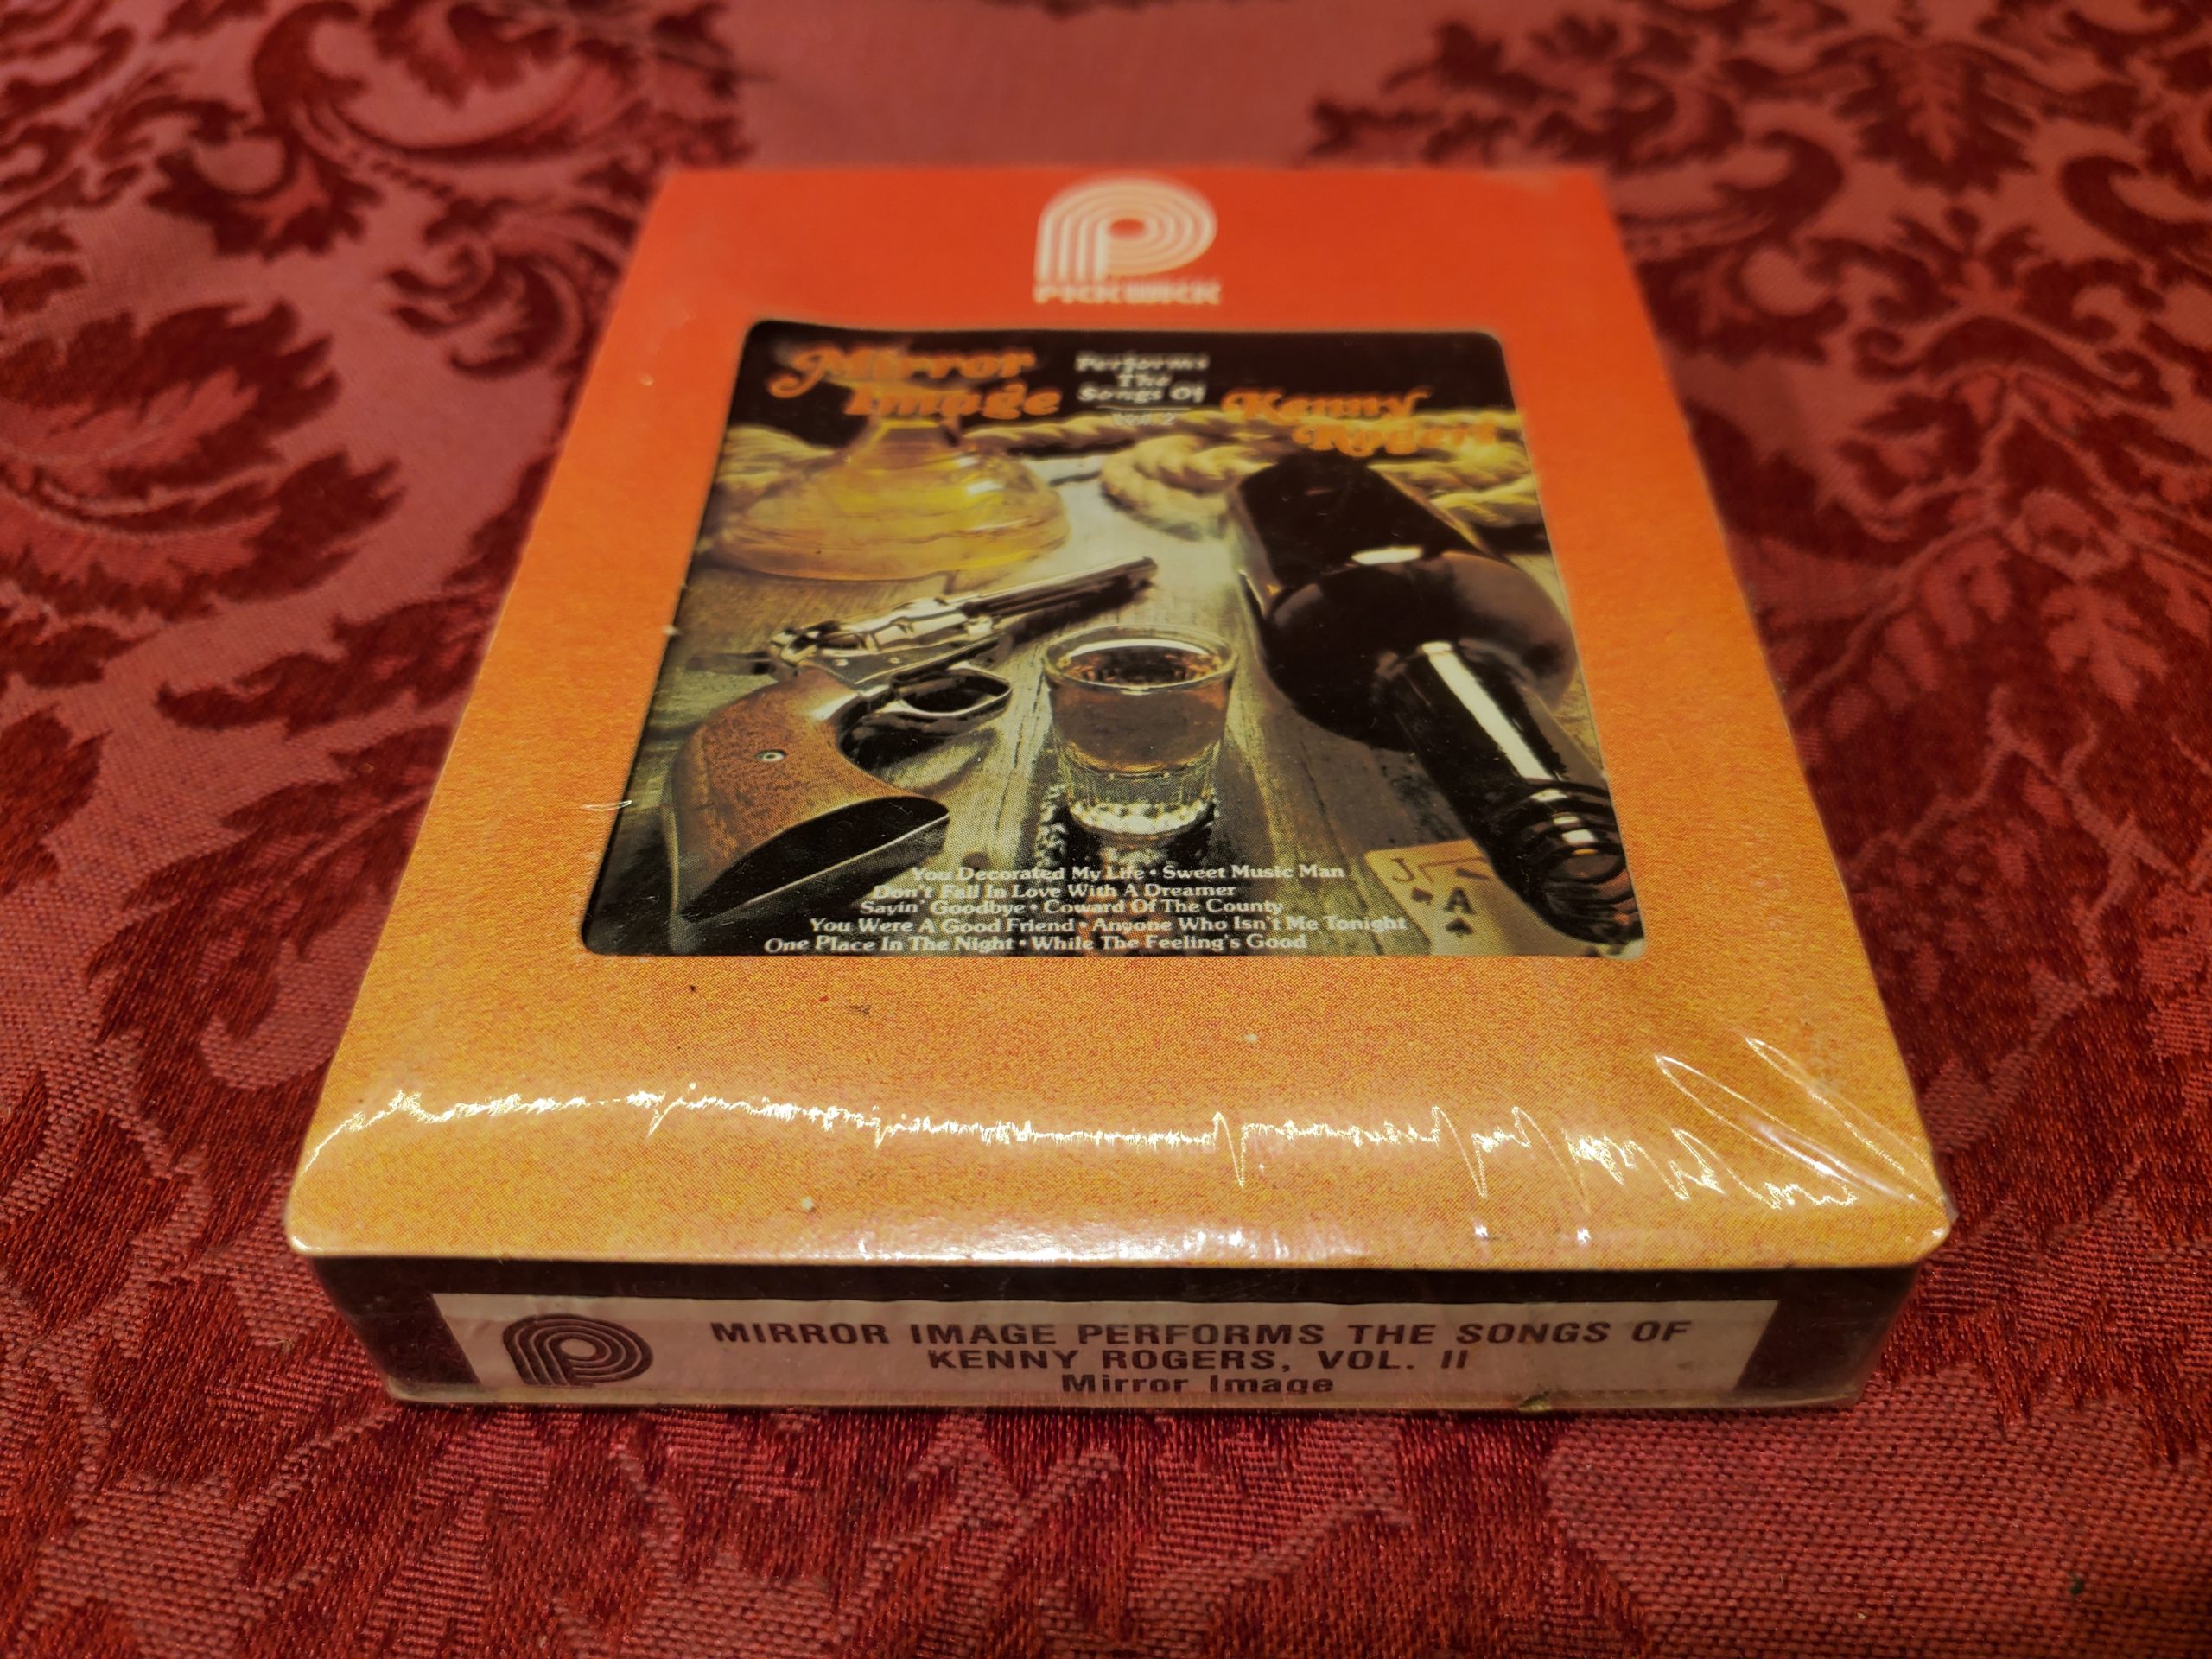 PICKWICK
Mirror Image
Performs
The
Songs Of
Vol. 2
Kenny Rogers
You Decorated My Life • Sweet Music Man
Don't Fall In Love With A Dreamer
Sayin' Goodbye • Coward Of The County
You Were A Good Friend • Anyone Who Isn't Me Tonight
One Place In The Night • While The Feeling's Good
J
A
MIRROR IMAGE PERFORMS THE SONGS OF
KENNY ROGERS, VOL. II
Mirror Image